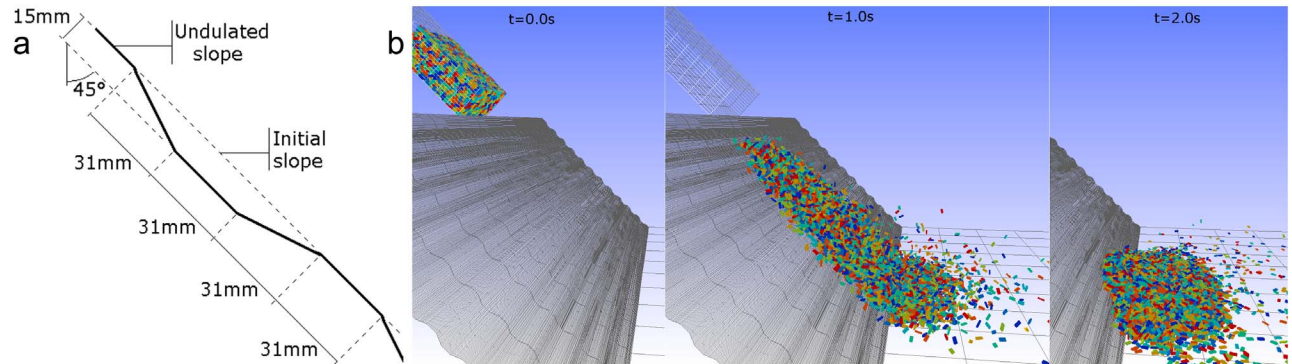 a
15mm
Undulated
slope
45°
Initial
slope
31mm
31mm
31mm
31mm
b
t=0.0s
t=1.0s
t=2.0s